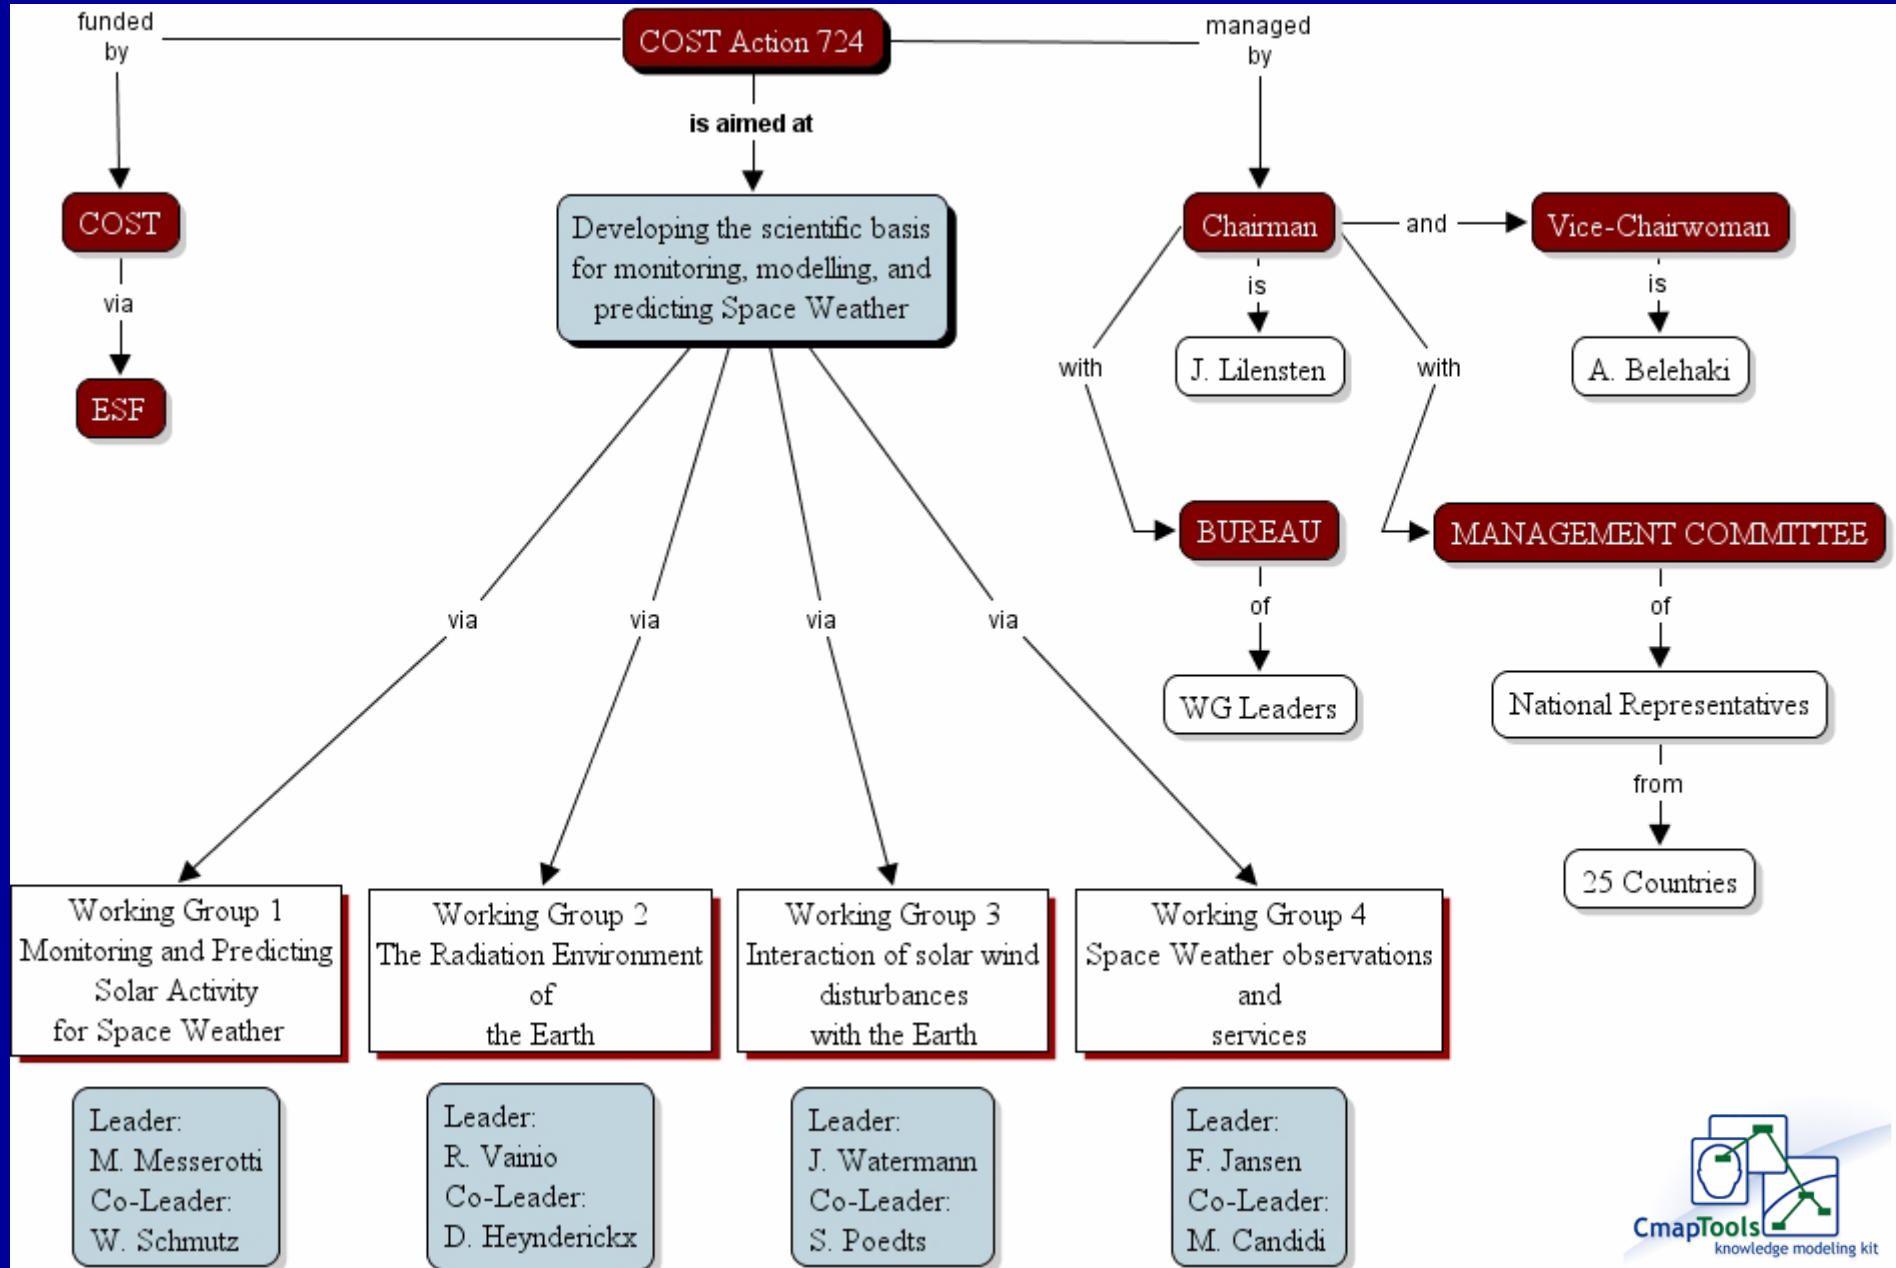 funded
by
COST Action 724
managed
by
is aimed at
COST
via
ESF
Developing the scientific basis
for monitoring, modelling, and
predicting Space Weather
Chairman
and
Vice-Chairwoman
is
J. Lilensten
is
A. Belehaki
with
with
BUREAU
of
WG Leaders
MANAGEMENT COMMITTEE
of
National Representatives
from
25 Countries
via
via
via
via
Working Group 1
Monitoring and Predicting
Solar Activity
for Space Weather
Working Group 2
The Radiation Environment
of
the Earth
Working Group 3
Interaction of solar wind
disturbances
with the Earth
Working Group 4
Space Weather observations
and
services
Leader:
M. Messerotti
Co-Leader:
W. Schmutz
Leader:
R. Vainio
Co-Leader:
D. Heynderickx
Leader:
J. Watermann
Co-Leader:
S. Poedts
Leader:
F. Jansen
Co-Leader:
M. Candidi
CmapTools
knowledge modeling kit